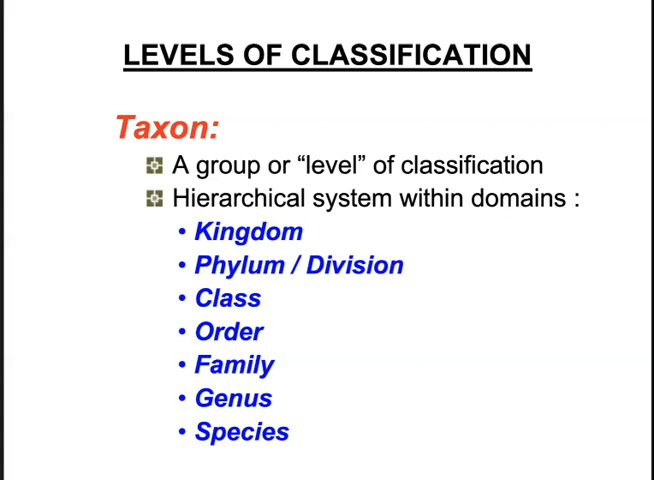 LEVELS OF CLASSIFICATION
Taxon:
A group or “level” of classification
Hierarchical system within domains :
• Kingdom
• Phylum / Division
• Class
• Order
• Family
• Genus
• Species